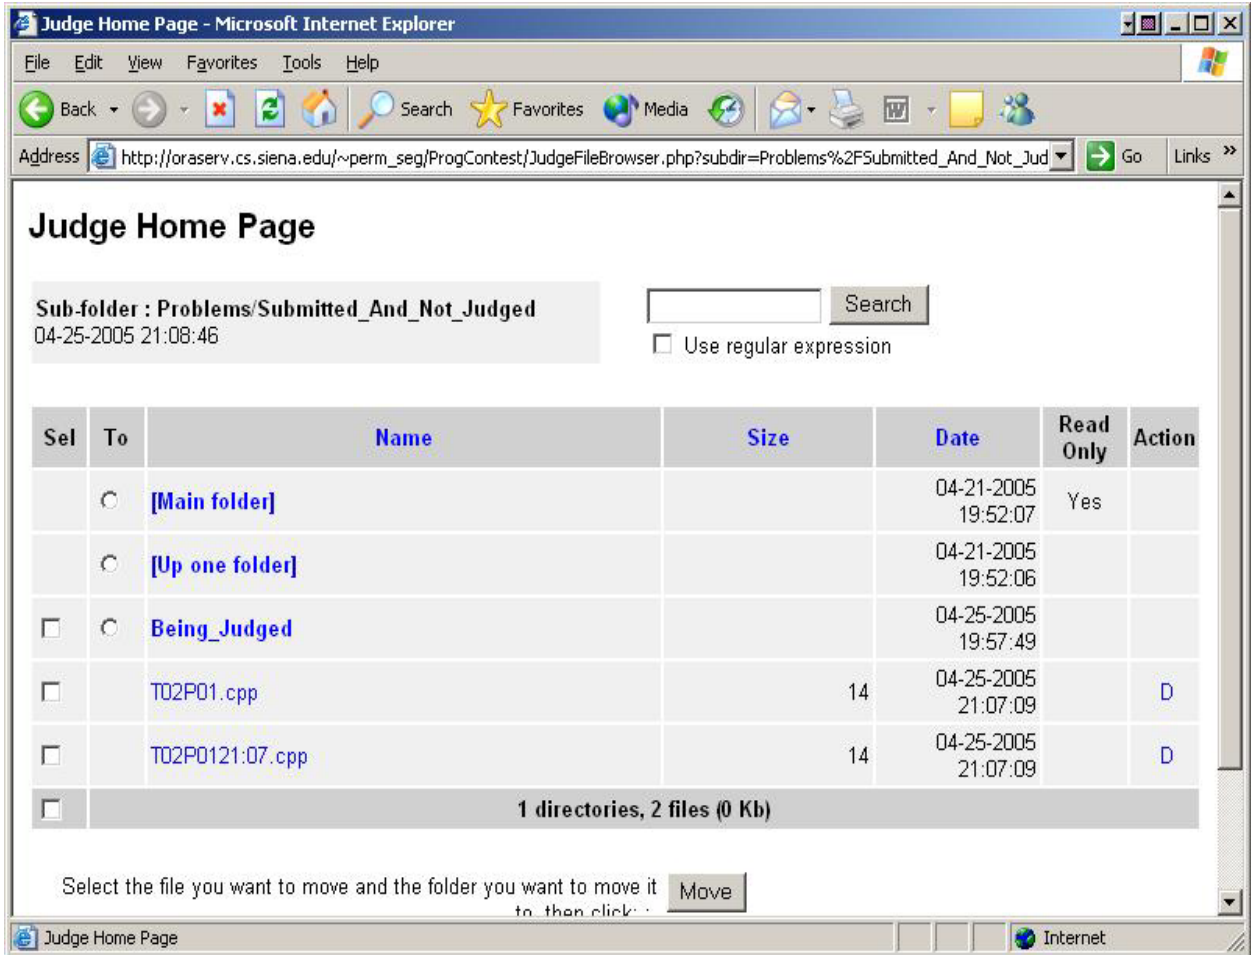 Judge Home Page - Microsoft Internet Explorer
File Edit View Favorites Tools Help
Back Search Favorites Media
Address http://oraserv.cs.siena.edu/~perm_seg/ProgContest/JudgeFileBrowser.php?subdir=Problems%2FSubmitted_And_Not_Jud Go Links »
Judge Home Page
Sub-folder : Problems/Submitted_And_Not_Judged
04-25-2005 21:08:46
Search
Use regular expression
Sel To Name Size Date Read Only Action
[Main folder] 04-21-2005 19:52:07 Yes
[Up one folder] 04-21-2005 19:52:06
Being_Judged 04-25-2005 19:57:49
T02P01.cpp 14 04-25-2005 21:07:09 D
T02P0121:07.cpp 14 04-25-2005 21:07:09 D
1 directories, 2 files (0 Kb)
Select the file you want to move and the folder you want to move it Move
to, then click: :
Judge Home Page Internet